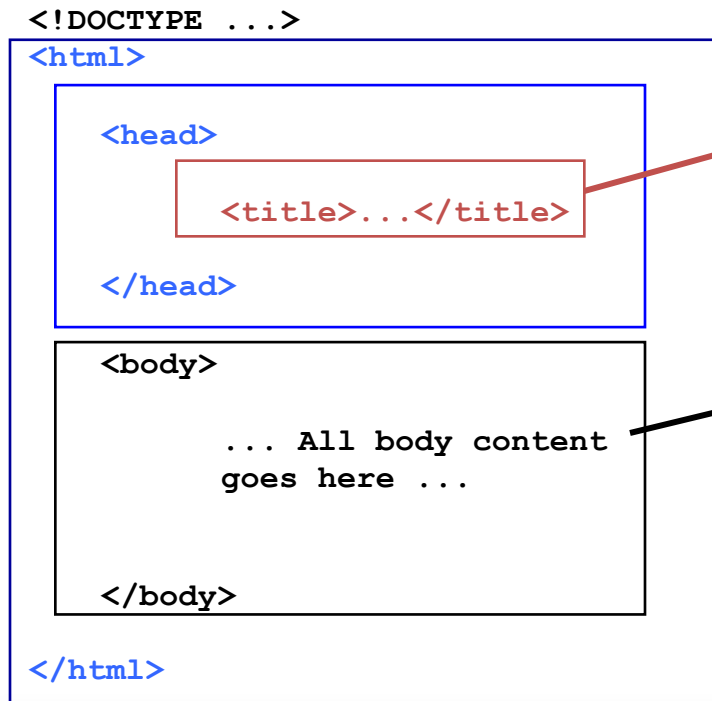 <!DOCTYPE ...>
<html>
<head>
<title>...</title>
</head>
<body>
... All body content
goes here ...
</body>
</html>